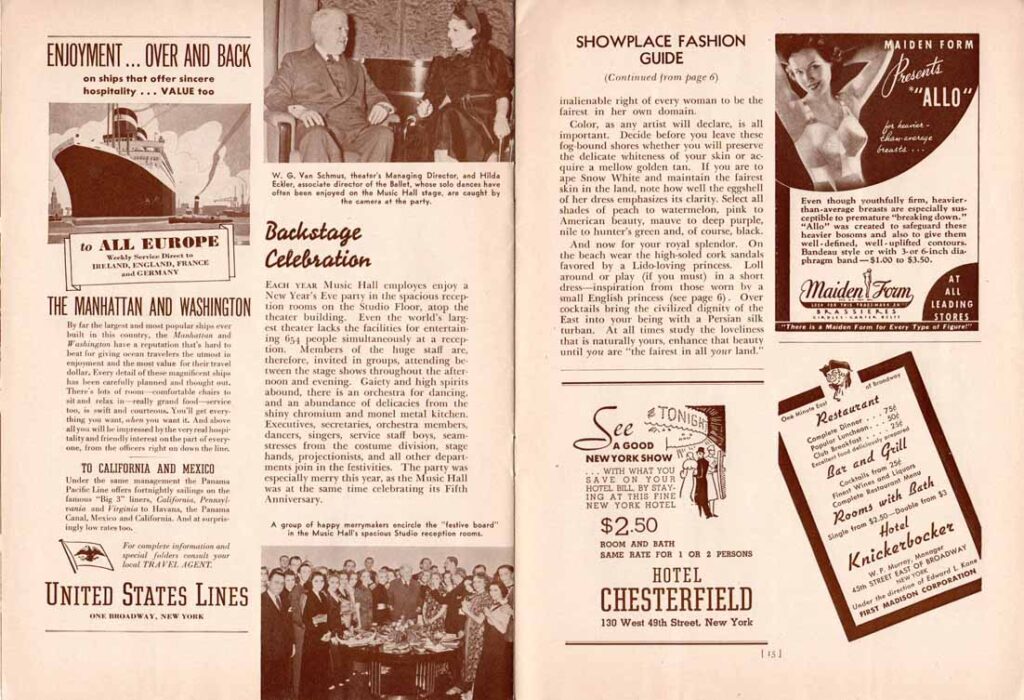 ENJOYMENT ... OVER AND BACK
on ships that offer sincere
hospitality . . . VALUE too
to ALL EUROPE
Weekly Service Direct to
IRELAND, ENGLAND, FRANCE
and GERMANY
THE MANHATTAN AND WASHINGTON
By far the largest and most popular ships ever
built in this country, the Manhattan and
Washington have a reputation that's hard to
beat for giving ocean travelers the utmost in
enjoyment and the most value for their travel
dollar. Every detail of these magnificent ships
has been carefully planned and thought out.
There's lots of room—comfortable chairs to
sit and relax in—really grand food—service
too, is swift and courteous. You'll get every-
thing you want, when you want it. And above
all you will be impressed by the very real hospi-
tality and friendly interest on the part of every-
one, from the officers right on down the line.
TO CALIFORNIA AND MEXICO
Under the same management the Panama
Pacific Line offers fortnightly sailings on the
famous "Big 3" liners, California, Pennsyl-
vania and Virginia to Havana, the Panama
Canal, Mexico and California. And at surpris-
ingly low rates too.
For complete information and
special folders consult your
local TRAVEL AGENT.
UNITED STATES LINES
ONE BROADWAY, NEW YORK
W. G. Van Schmus, theater's Managing Director, and Hilda
Eckler, associate director of the Ballet, whose solo dances have
often been enjoyed on the Music Hall stage, are caught by
the camera at the party.
Backstage
Celebration
EACH YEAR Music Hall employes enjoy a
New Year's Eve party in the spacious recep-
tion rooms on the Studio Floor, atop the
theater building. Even the world's larg-
est theater lacks the facilities for entertain-
ing 654 people simultaneously at a recep-
tion. Members of the huge staff are,
therefore, invited in groups, attending be-
tween the stage shows throughout the after-
noon and evening. Gaiety and high spirits
abound, there is an orchestra for dancing,
and an abundance of delicacies from the
shiny chromium and monel metal kitchen.
Executives, secretaries, orchestra members,
dancers, singers, service staff boys, seam-
stresses from the costume division, stage
hands, projectionists, and all other depart-
ments join in the festivities. The party was
especially merry this year, as the Music Hall
was at the same time celebrating its Fifth
Anniversary.
A group of happy merrymakers encircle the "festive board"
in the Music Hall's spacious Studio reception rooms.
SHOWPLACE FASHION
GUIDE
(Continued from page 6)
inalienable right of every woman to be the
fairest in her own domain.
Color, as any artist will declare, is all
important. Decide before you leave these
fog-bound shores whether you will preserve
the delicate whiteness of your skin or ac-
quire a mellow golden tan. If you are to
ape Snow White and maintain the fairest
skin in the land, note how well the eggshell
of her dress emphasizes its clarity. Select all
shades of peach to watermelon, pink to
American beauty, mauve to deep purple,
nile to hunter's green and, of course, black.
And now for your royal splendor. On
the beach wear the high-soled cork sandals
favored by a Lido-loving princess. Loll
around or play (if you must) in a short
dress—inspiration from those worn by a
small English princess (see page 6). Over
cocktails bring the civilized dignity of the
East into your being with a Persian silk
turban. At all times study the loveliness
that is naturally yours, enhance that beauty
until you are "the fairest in all your land."
See
TONIGHT
A GOOD
NEW YORK SHOW
. . . WITH WHAT YOU
SAVE ON YOUR
HOTEL BILL, BY STAY-
ING AT THIS FINE
NEW YORK HOTEL
$2.50
ROOM AND BATH
SAME RATE FOR 1 OR 2 PERSONS
HOTEL
CHESTERFIELD
130 West 49th Street, New York
MAIDEN FORM
Presents
"ALLO"
for heavier-
than-average
breasts . . .
Even though youthfully firm, heavier-
than-average breasts are especially sus-
ceptible to premature "breaking down."
"Allo" was created to safeguard these
heavier bosoms and also to give them
well-defined, well-uplifted contours.
Bandeau style or with 3- or 6-inch dia-
phragm band—$1.00 to $3.50.
Maiden Form
LOOK FOR THIS TRADEMARK
BRASSIERES
GIRDLES · GARTER BELTS
AT
ALL
LEADING
STORES
"There is a Maiden Form for Every Type of Figure!"
One Minute East of Broadway
Restaurant
Complete Dinner . . 75¢
Popular Luncheon . . 50¢
Club Breakfast . . . 25¢
Excellent food deliciously prepared
Bar and Grill
Cocktails from 25¢
Finest Wines and Liquors
Complete Restaurant Menu
Rooms with Bath
Single from $2.50—Double from $3
Hotel
Knickerbocker
W. P. Murray, Manager
45TH STREET EAST OF BROADWAY
NEW YORK
Under the direction of Edward L. Kane
FIRST MADISON CORPORATION
[ 15 ]